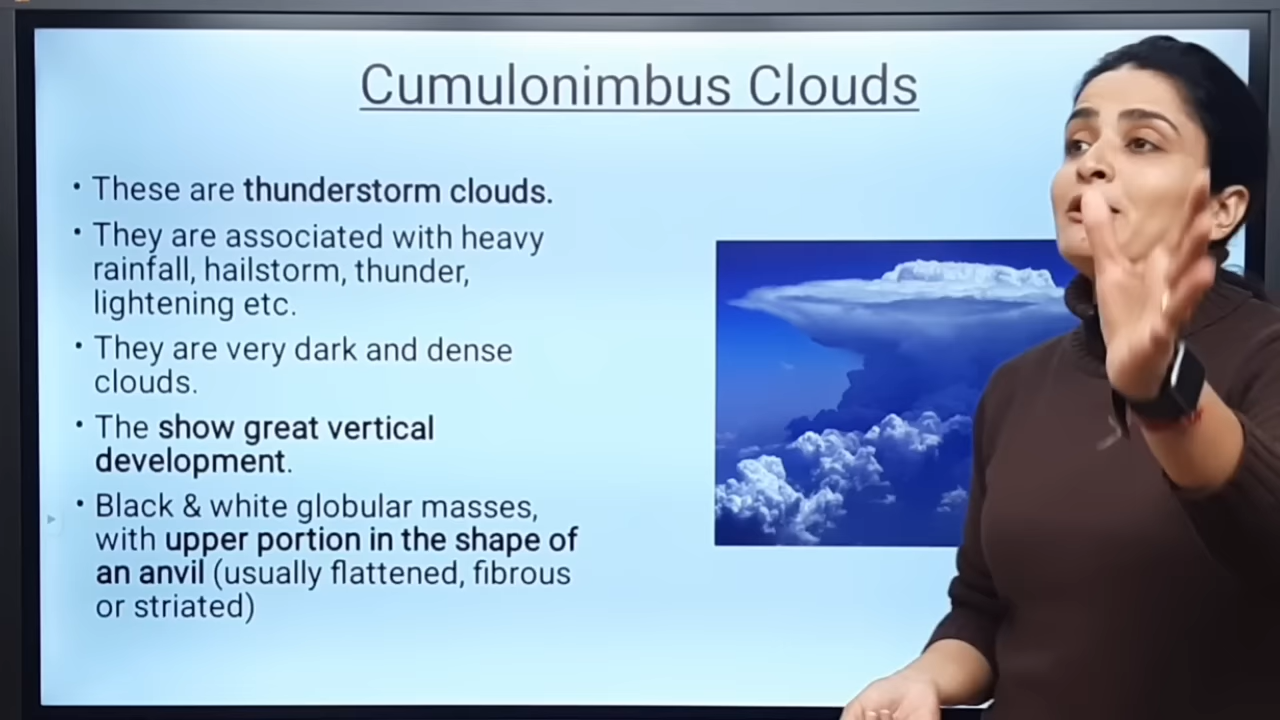 Cumulonimbus Clouds
• These are thunderstorm clouds.
• They are associated with heavy
rainfall, hailstorm, thunder,
lightening etc.
• They are very dark and dense
clouds.
• The show great vertical
development.
• Black & white globular masses,
with upper portion in the shape of
an anvil (usually flattened, fibrous
or striated)